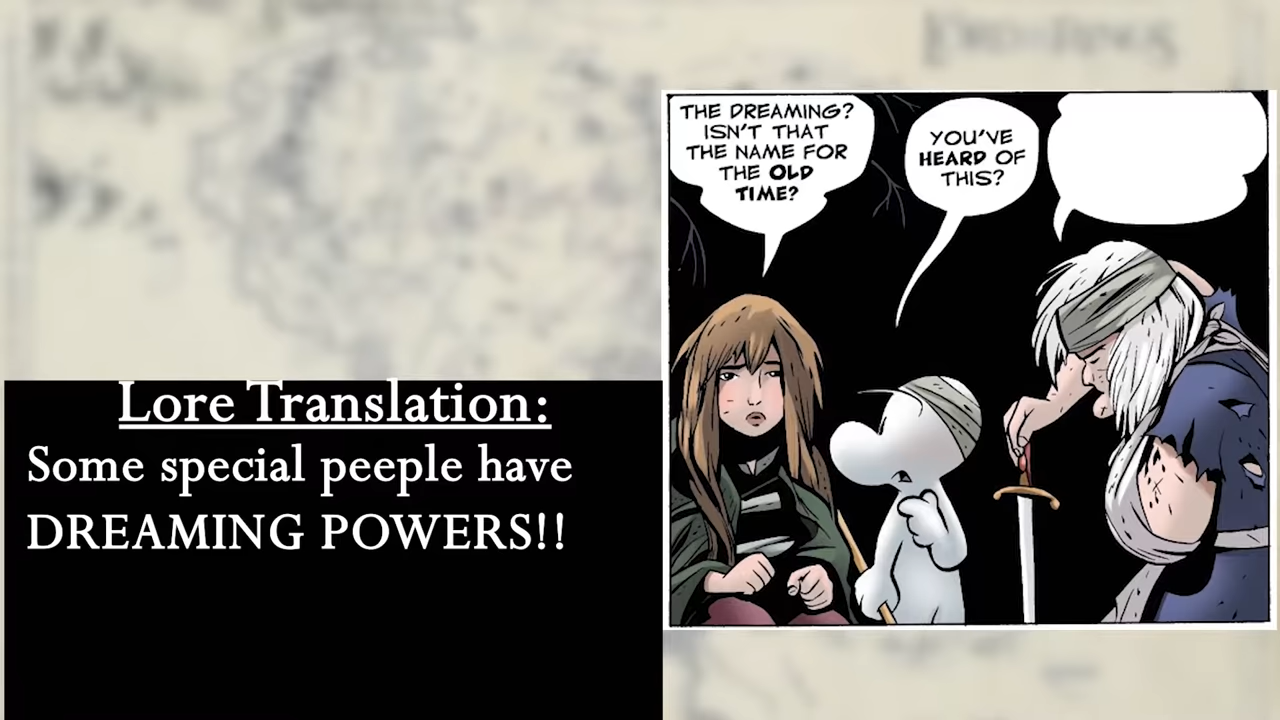 THE DREAMING?
ISN'T THAT
THE NAME FOR
THE OLD
TIME?
YOU'VE
HEARD OF
THIS?
Lore Translation:
Some special peeple have
DREAMING POWERS!!